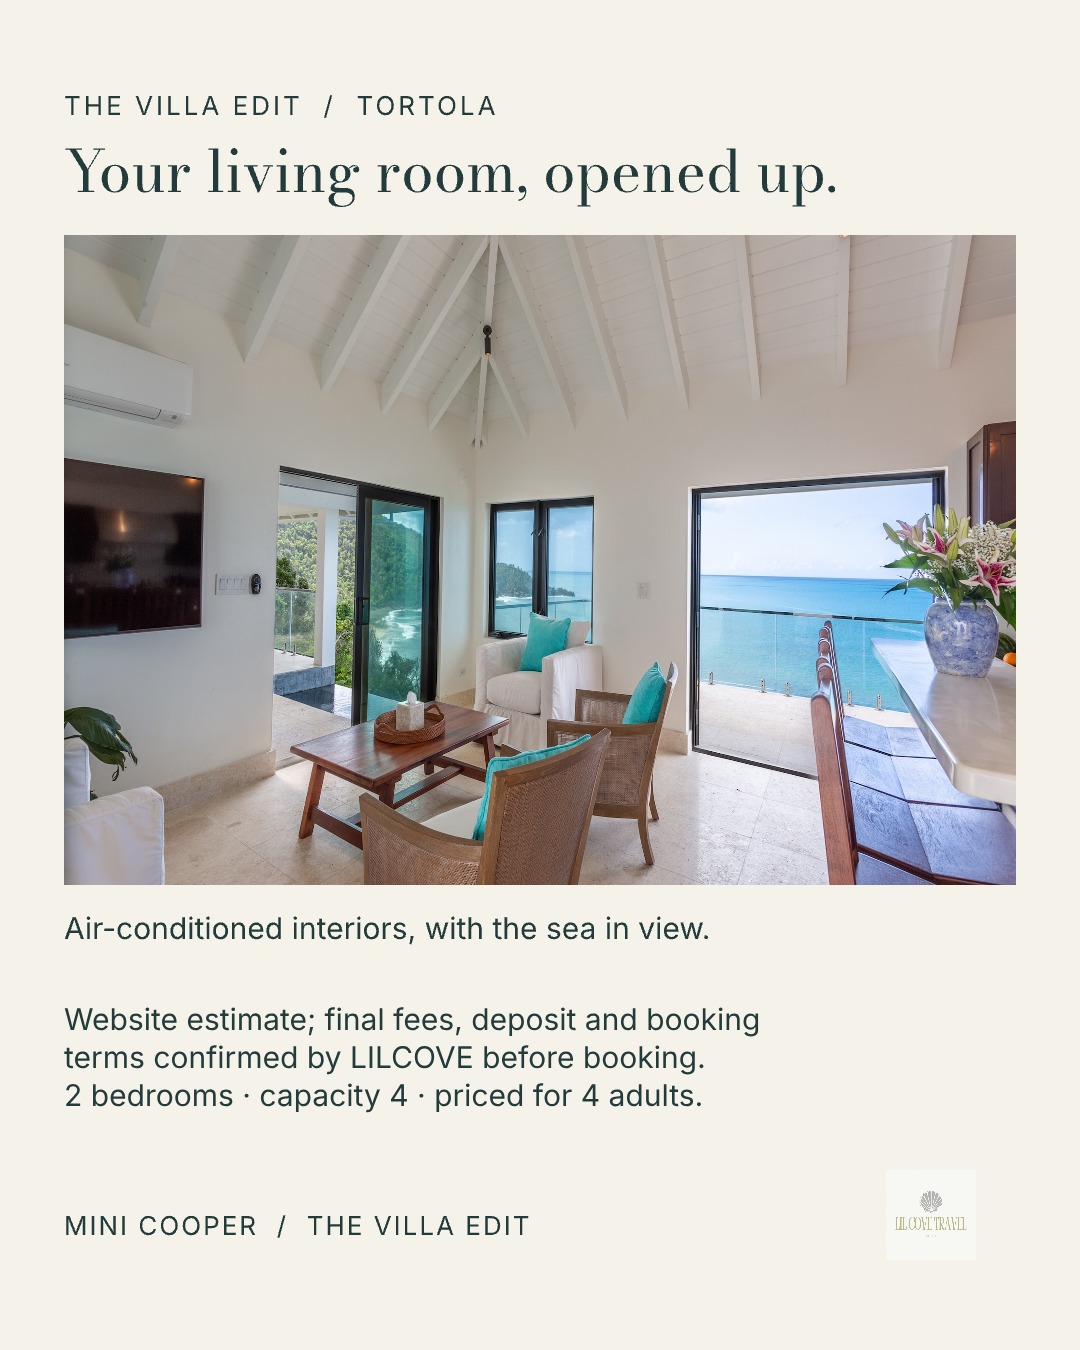 THE VILLA EDIT / TORTOLA
Your living room, opened up.
Air-conditioned interiors, with the sea in view.
Website estimate; final fees, deposit and booking
terms confirmed by LILCOVE before booking.
2 bedrooms · capacity 4 · priced for 4 adults.
MINI COOPER / THE VILLA EDIT
LIL COVE TRAVEL